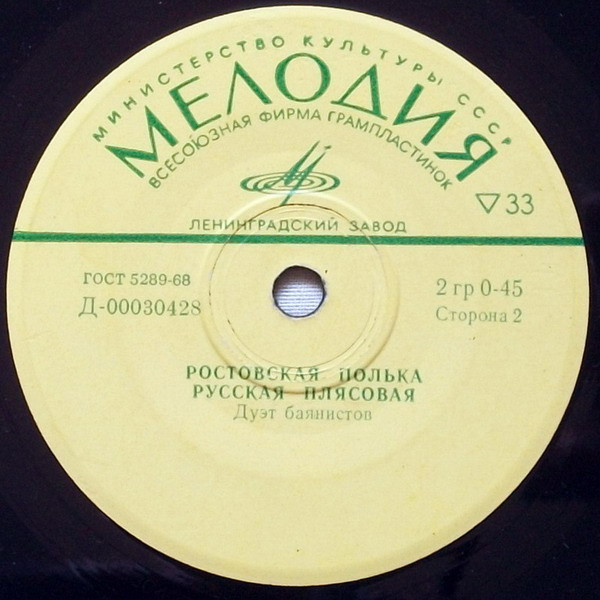 МИНИСТЕРСТВО КУЛЬТУРЫ СССР
МЕЛОДИЯ
ВСЕСОЮЗНАЯ ФИРМА ГРАМПЛАСТИНОК
▽33
ЛЕНИНГРАДСКИЙ ЗАВОД
ГОСТ 5289-68
2 гр 0-45
Д-00030428
Сторона 2
РОСТОВСКАЯ ПОЛЬКА
РУССКАЯ ПЛЯСОВАЯ
Дуэт баянистов